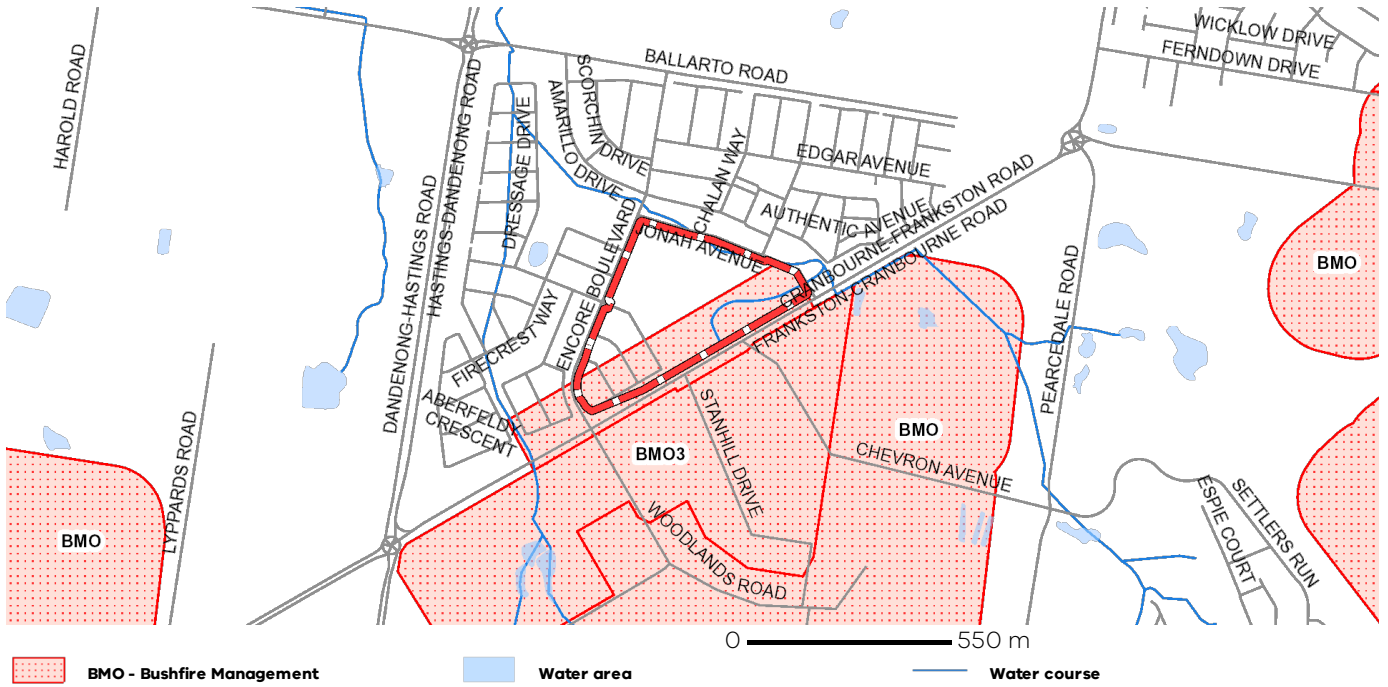 WICKLOW DRIVE
FERNDOWN DRIVE
BALLARTO ROAD
HAROLD ROAD
SCORCHIN DRIVE
AMARILLO DRIVE
DRESSAGE DRIVE
HASTINGS-DANDENONG ROAD
DANDENONG-HASTINGS ROAD
CHALAN WAY
EDGAR AVENUE
AUTHENTIC AVENUE
CRANBOURNE-FRANKSTON ROAD
FRANKSTON-CRANBOURNE ROAD
JONAH AVENUE
ENCORE BOULEVARD
FIRECREST WAY
ABERFELDY
CRESCENT
PEARCEDALE ROAD
BMO
LYPPARDS ROAD
STANHILL DRIVE
BMO
BMO3
CHEVRON AVENUE
WOODLANDS ROAD
SETTLERS RUN
ESPIE COURT
BMO
0 550 m
BMO - Bushfire Management
Water area
Water course